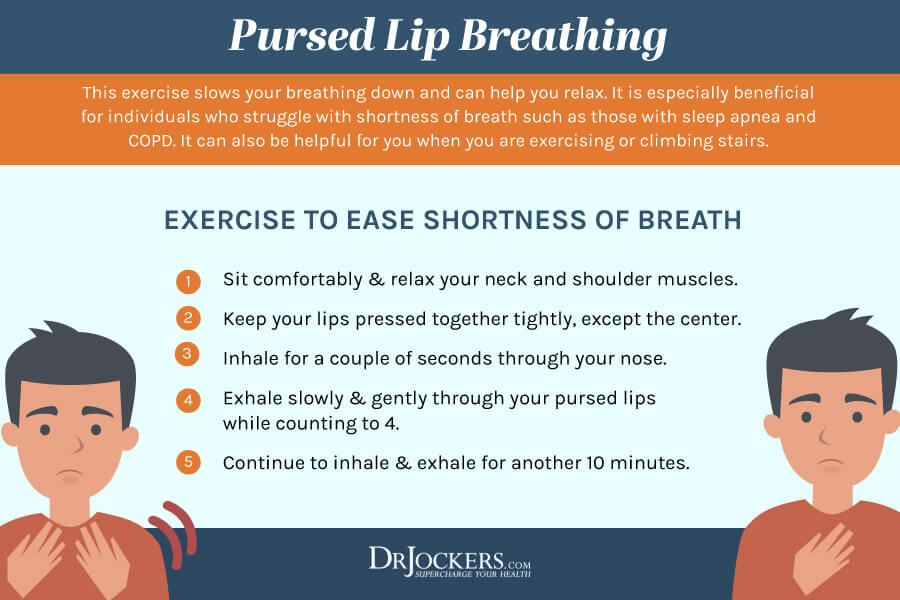 Pursed Lip Breathing
This exercise slows your breathing down and can help you relax. It is especially beneficial
for individuals who struggle with shortness of breath such as those with sleep apnea and
COPD. It can also be helpful for you when you are exercising or climbing stairs.
EXERCISE TO EASE SHORTNESS OF BREATH
1 Sit comfortably & relax your neck and shoulder muscles.
2 Keep your lips pressed together tightly, except the center.
3 Inhale for a couple of seconds through your nose.
4 Exhale slowly & gently through your pursed lips
while counting to 4.
5 Continue to inhale & exhale for another 10 minutes.
DRJOCKERS.COM
SUPERCHARGE YOUR HEALTH